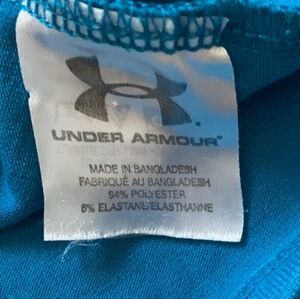 UNDER ARMOUR
MADE IN BANGLADESH
FABRIQUÉ AU BANGLADESH
94% POLYESTER
6% ELASTANE/ELASTHANNE